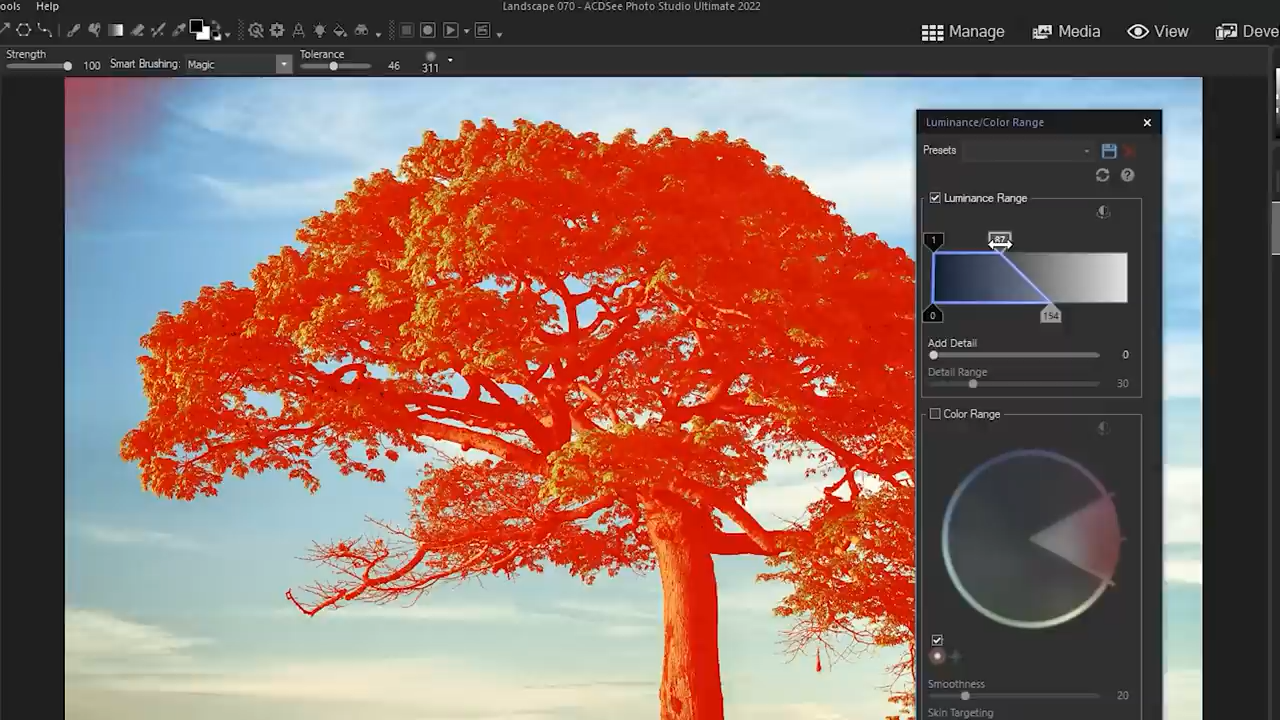 ools Help
Landscape 070 - ACDSee Photo Studio Ultimate 2022
Manage Media View Deve
Strength 100 Smart Brushing: Magic Tolerance 46 311
Luminance/Color Range
Presets
Luminance Range
1 87
0 154
Add Detail 0
Detail Range 30
Color Range
Smoothness 20
Skin Targeting